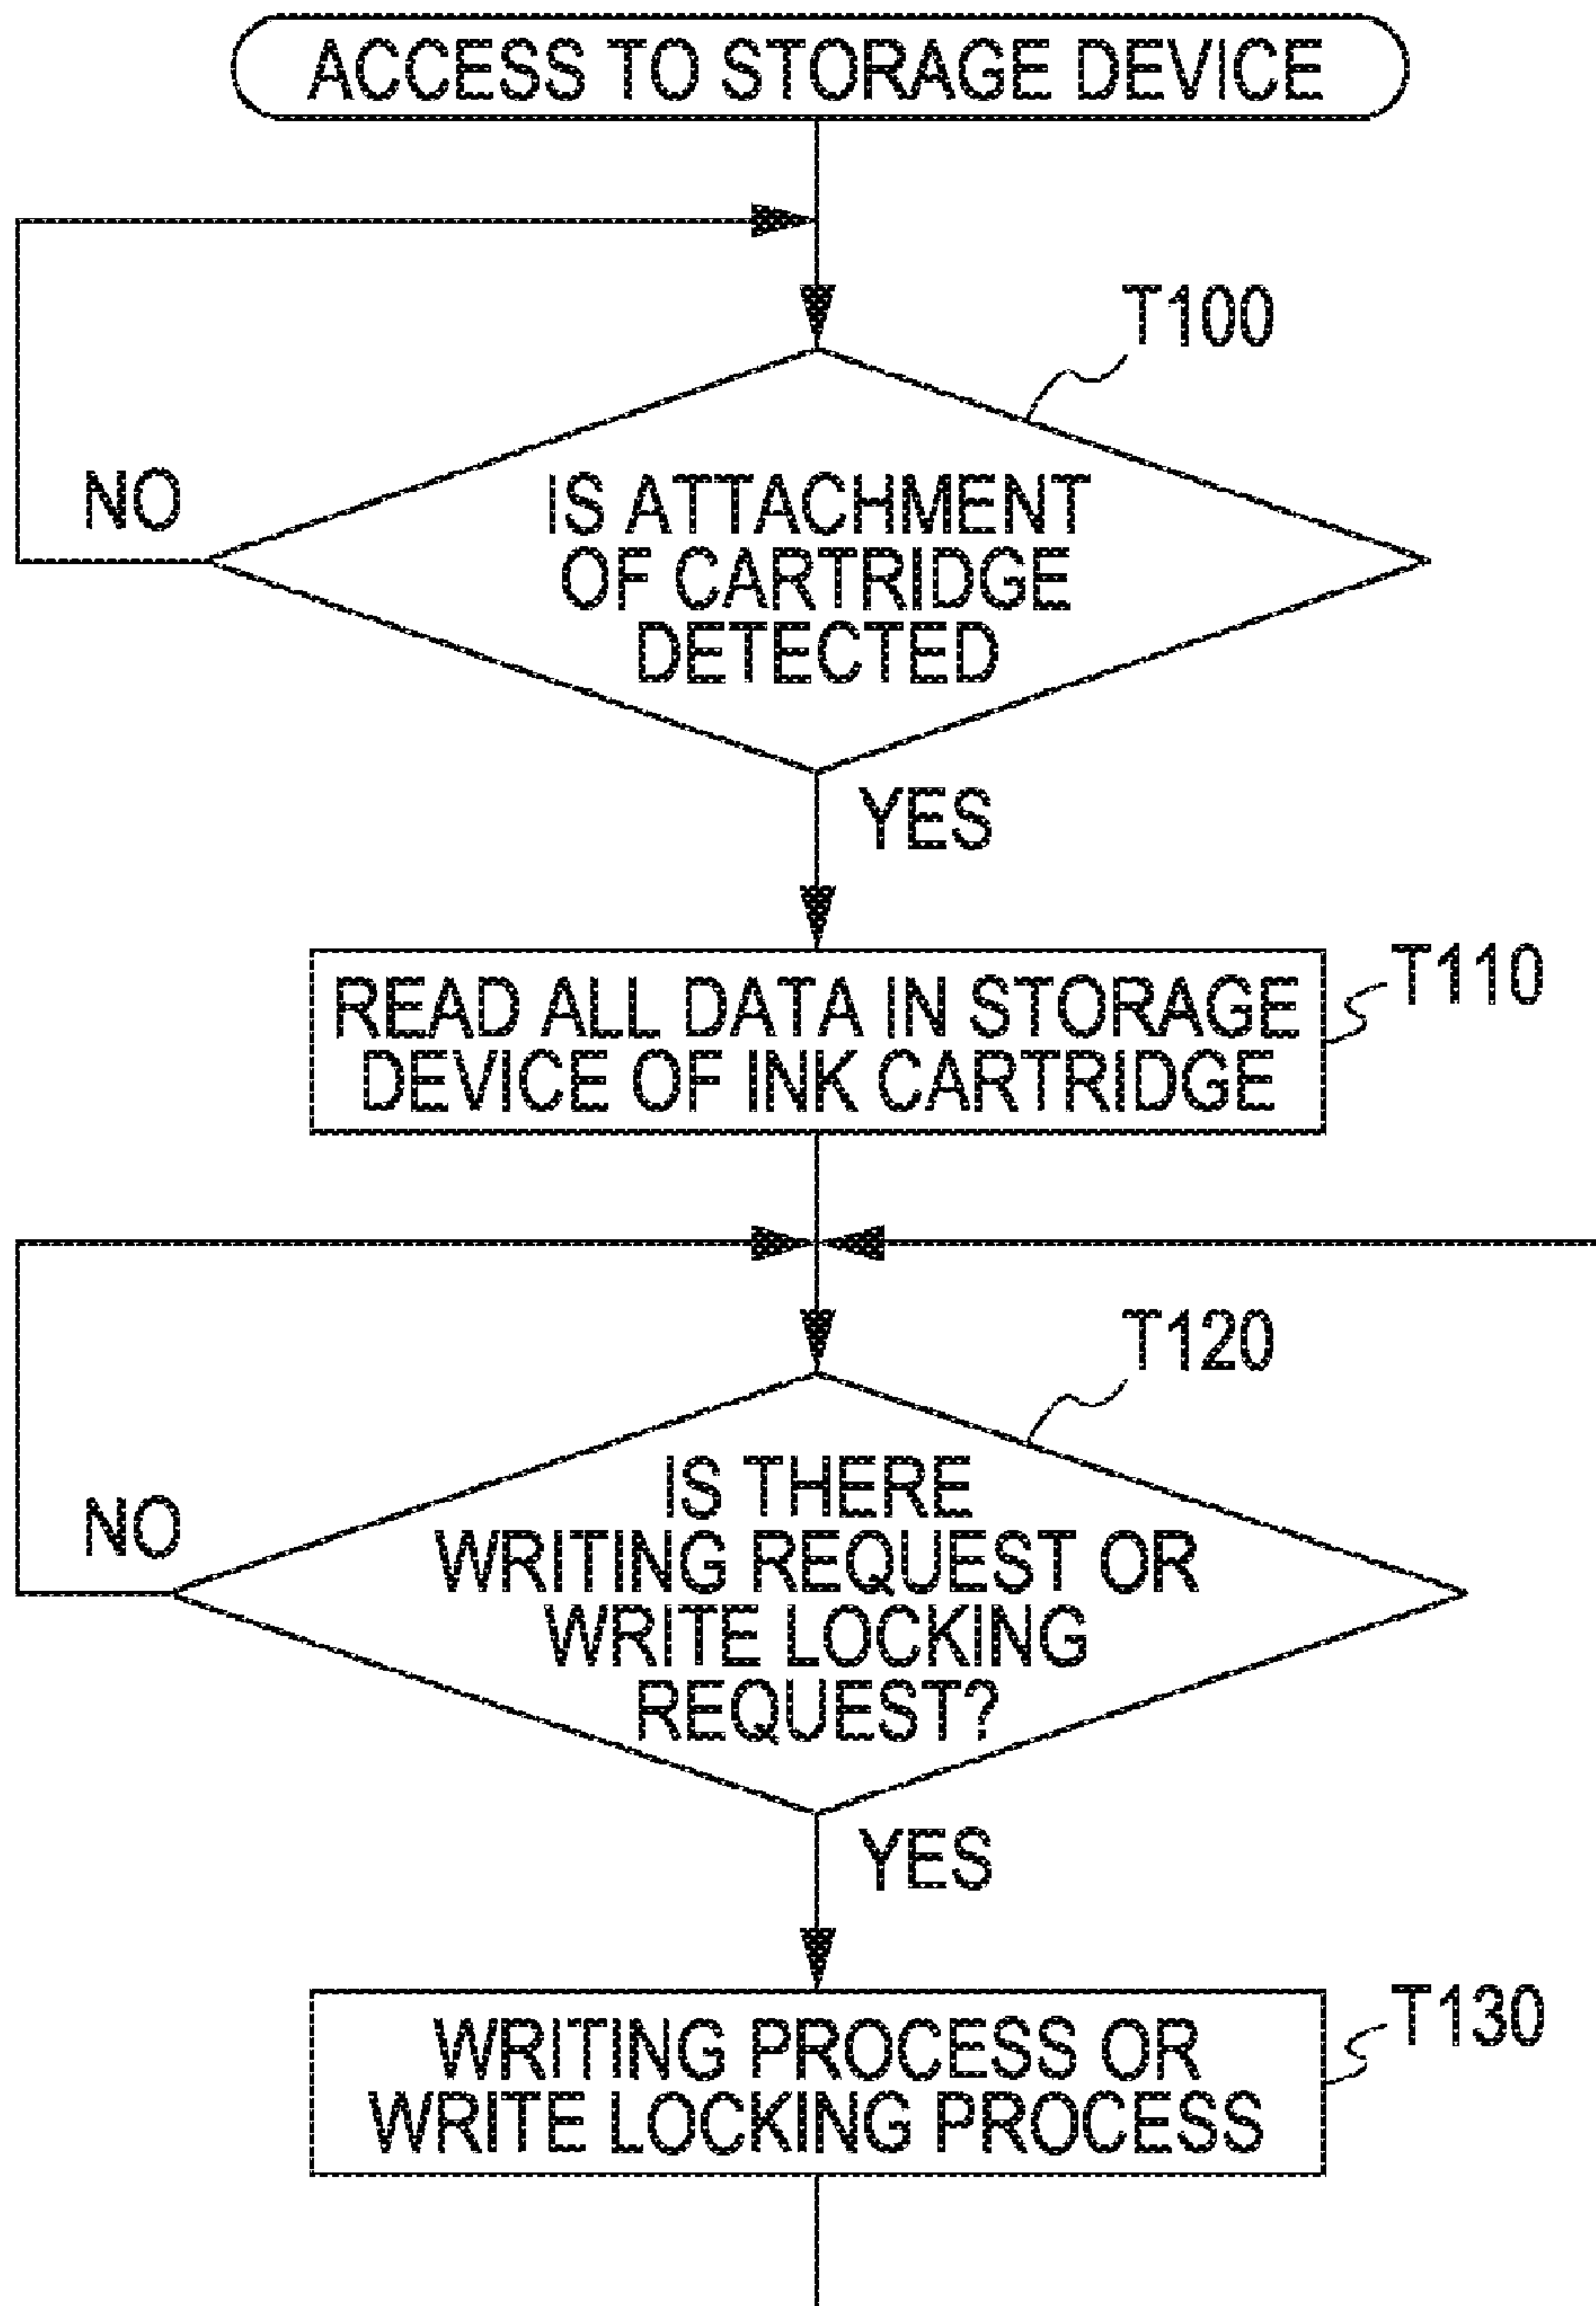 ACCESS TO STORAGE DEVICE
T100
NO
IS ATTACHMENT
OF CARTRIDGE
DETECTED
YES
READ ALL DATA IN STORAGE
DEVICE OF INK CARTRIDGE
T110
T120
NO
IS THERE
WRITING REQUEST OR
WRITE LOCKING
REQUEST?
YES
WRITING PROCESS OR
WRITE LOCKING PROCESS
T130